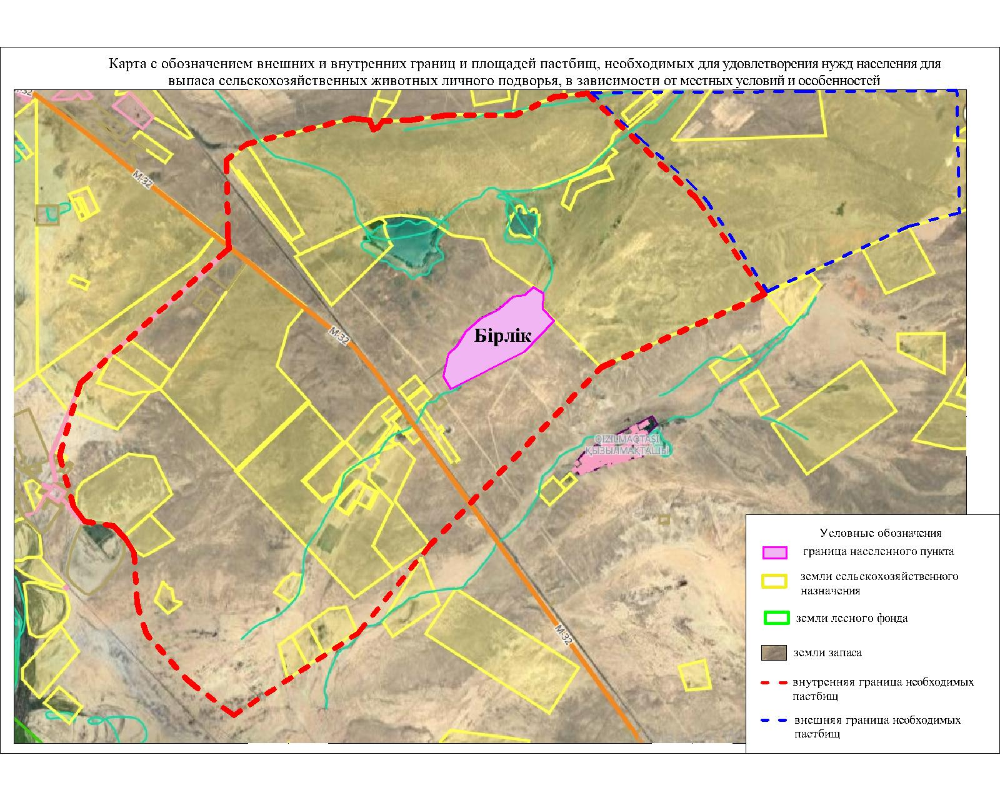 Карта с обозначением внешних и внутренних границ и площадей пастбищ, необходимых для удовлетворения нужд населения для
выпаса сельскохозяйственных животных личного подворья, в зависимости от местных условий и особенностей
М-32
М-32
Бірлік
QIZILMAQTASI
ҚЫЗЫЛМАҚТАШЫ
М-32
Условные обозначения
граница населенного пункта
земли сельскохозяйственного
назначения
земли лесного фонда
земли запаса
внутренняя граница необходимых
пастбищ
внешняя граница необходимых
пастбищ